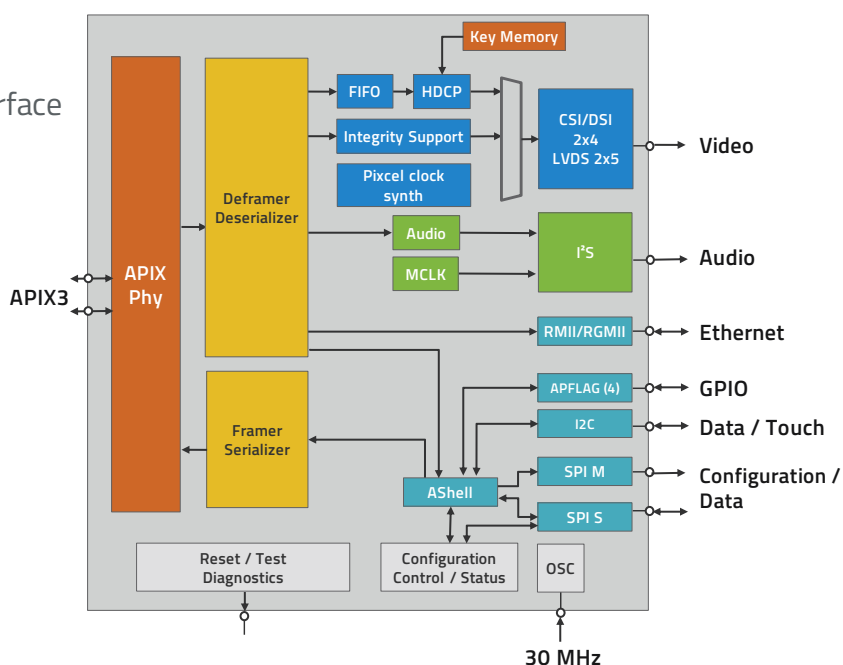 rface
Key Memory
FIFO
HDCP
Integrity Support
Pixcel clock
synth
CSI/DSI
2x4
LVDS 2x5
Video
Deframer
Deserializer
Audio
MCLK
I²S
Audio
APIX3
APIX
Phy
RMII/RGMII
Ethernet
APFLAG (4)
GPIO
I2C
Data / Touch
Framer
Serializer
AShell
SPI M
SPI S
Configuration /
Data
Reset / Test
Diagnostics
Configuration
Control / Status
OSC
30 MHz